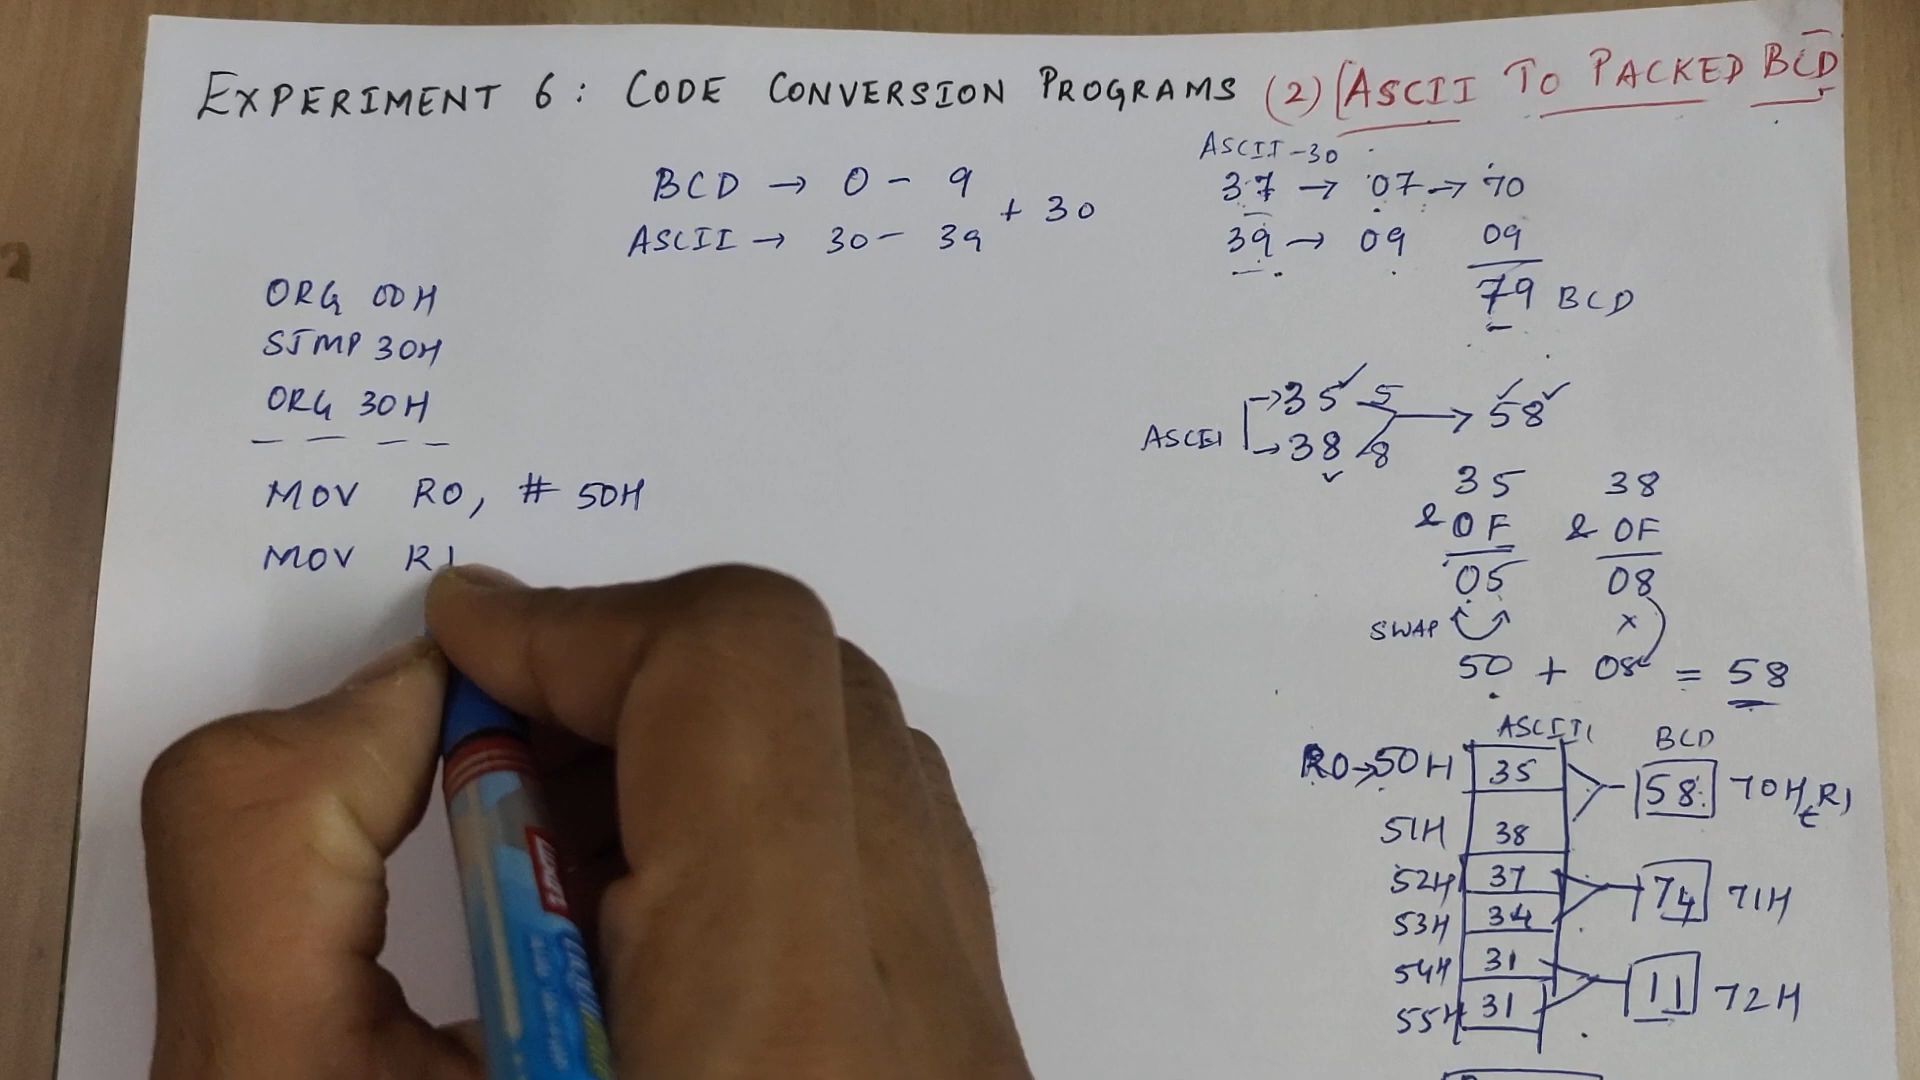 EXPERIMENT 6 : CODE CONVERSION PROGRAMS (2) [ASCII TO PACKED BCD
BCD → 0 - 9
ASCII → 30 - 39
+ 30
ASCII - 30
37 → 07 → 70
39 → 09 09
79 BCD
ORG 00H
SJMP 30H
ORG 30H
MOV R0, # 50H
MOV R1
ASCII → 35 5 → 58
→ 38 8
35 38
& 0F & 0F
05 08
SWAP x
50 + 08 = 58
ASCII BCD
R0→50H 35 58 70H ← R1
51H 38
52H 37 74 71H
53H 34
54H 31 11 72H
55H 31